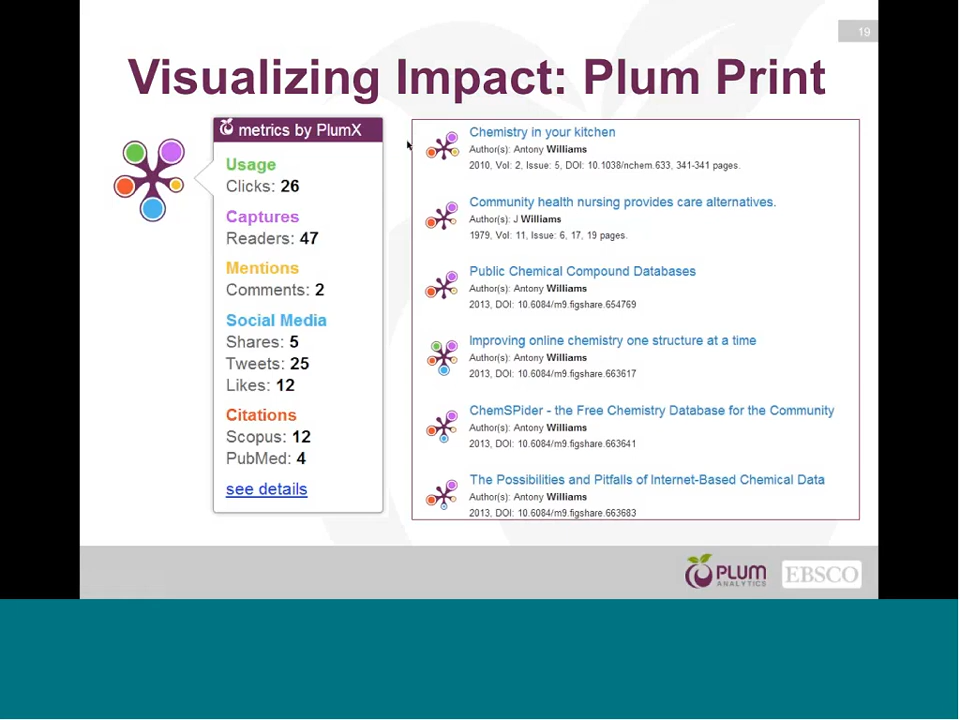 19
Visualizing Impact: Plum Print
metrics by PlumX
Usage
Clicks: 26
Captures
Readers: 47
Mentions
Comments: 2
Social Media
Shares: 5
Tweets: 25
Likes: 12
Citations
Scopus: 12
PubMed: 4
see details
Chemistry in your kitchen
Author(s): Antony Williams
2010, Vol: 2, Issue: 5, DOI: 10.1038/nchem.633, 341-341 pages.
Community health nursing provides care alternatives.
Author(s): J Williams
1979, Vol: 11, Issue: 6, 17, 19 pages.
Public Chemical Compound Databases
Author(s): Antony Williams
2013, DOI: 10.6084/m9.figshare.654769
Improving online chemistry one structure at a time
Author(s): Antony Williams
2013, DOI: 10.6084/m9.figshare.663617
ChemSPider - the Free Chemistry Database for the Community
Author(s): Antony Williams
2013, DOI: 10.6084/m9.figshare.663641
The Possibilities and Pitfalls of Internet-Based Chemical Data
Author(s): Antony Williams
2013, DOI: 10.6084/m9.figshare.663683
PLUM
ANALYTICS
EBSCO